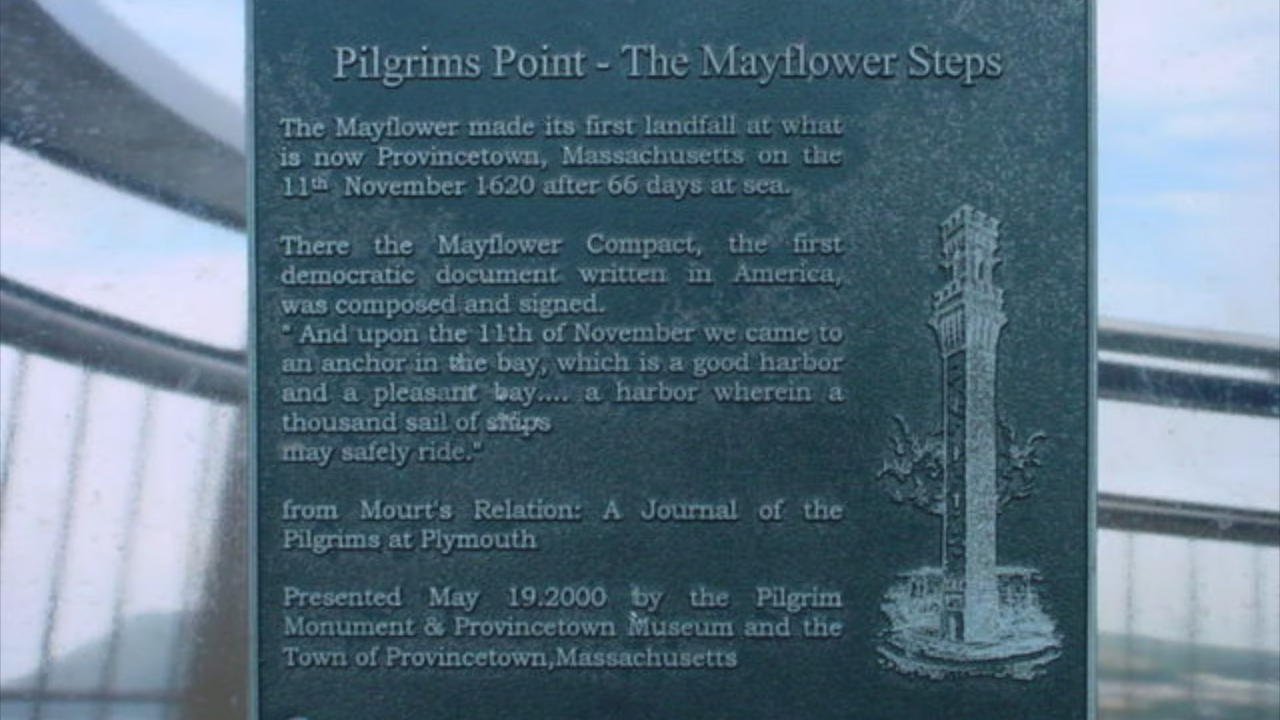 Pilgrims Point - The Mayflower Steps
The Mayflower made its first landfall at what
is now Provincetown, Massachusetts on the
11th November 1620 after 66 days at sea.
There the Mayflower Compact, the first
democratic document written in America,
was composed and signed.
" And upon the 11th of November we came to
an anchor in the bay, which is a good harbor
and a pleasant bay.... a harbor wherein a
thousand sail of ships
may safely ride."
from Mourt's Relation: A Journal of the
Pilgrims at Plymouth
Presented May 19.2000 by the Pilgrim
Monument & Provincetown Museum and the
Town of Provincetown,Massachusetts